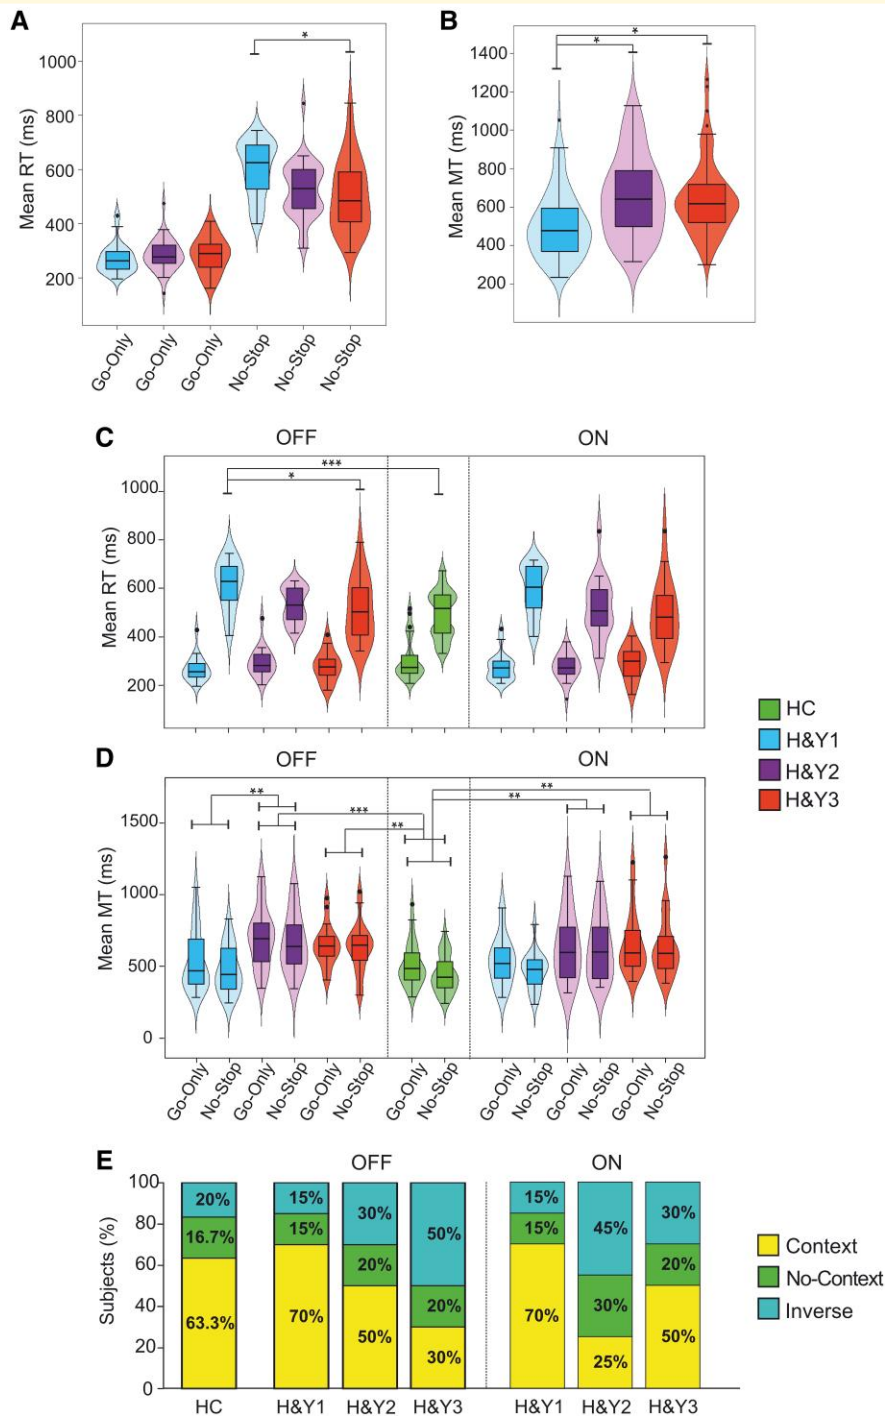 A
Mean RT (ms)
1000
800
600
400
200
*
Go-Only Go-Only Go-Only No-Stop No-Stop No-Stop
B
Mean MT (ms)
1400
1200
1000
800
600
400
200
*
*
C
OFF ON
Mean RT (ms)
1000
800
600
400
200
***
*
HC
H&Y1
H&Y2
H&Y3
D
OFF ON
Mean MT (ms)
1500
1000
500
0
**
***
**
**
**
Go-Only No-Stop Go-Only No-Stop Go-Only No-Stop Go-Only No-Stop Go-Only No-Stop Go-Only No-Stop Go-Only No-Stop
E
OFF ON
Subjects (%)
100
80
60
40
20
0
20% 15% 30% 50% 15% 45% 30%
16.7% 15% 20% 20% 15% 30% 20%
63.3% 70% 50% 30% 70% 25% 50%
HC H&Y1 H&Y2 H&Y3 H&Y1 H&Y2 H&Y3
Context
No-Context
Inverse